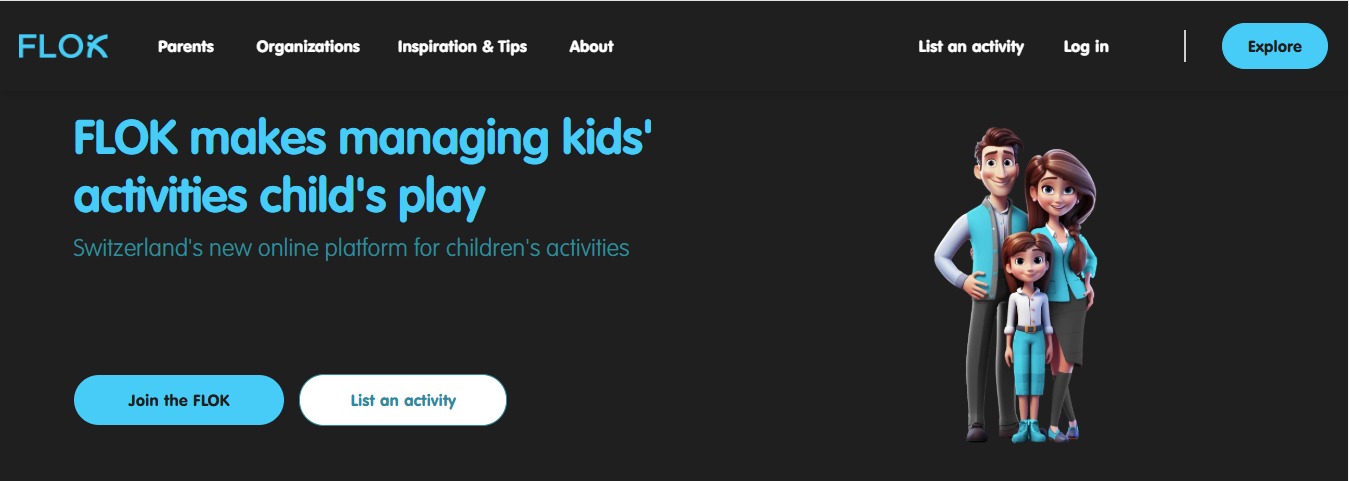 FLOK
Parents
Organizations
Inspiration & Tips
About
List an activity
Log in
Explore
FLOK makes managing kids'
activities child's play
Switzerland's new online platform for children's activities
Join the FLOK
List an activity